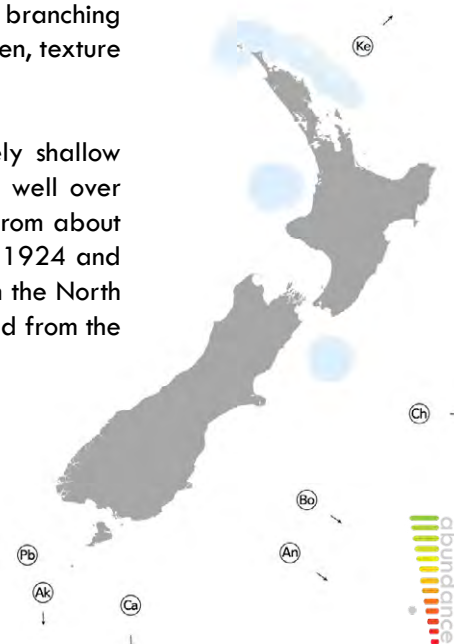 branching
en, texture
ely shallow
well over
rom about
1924 and
n the North
d from the
Ke
Ch
Bo
An
Pb
Ak
Ca
abundance